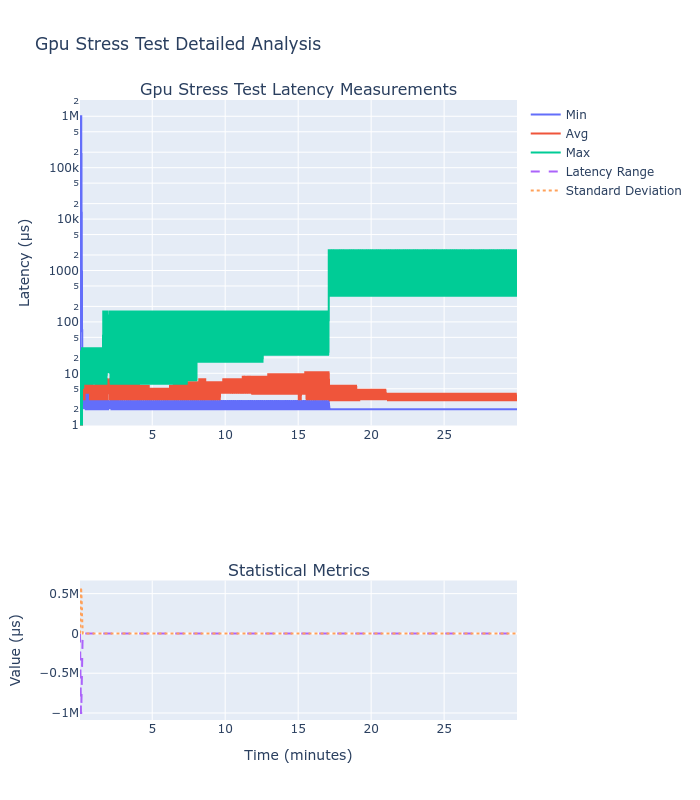 Gpu Stress Test Detailed Analysis
Gpu Stress Test Latency Measurements
2
1M
5
2
100k
5
2
10k
5
2
1000
5
2
100
5
2
10
5
2
1
Latency (μs)
5
10
15
20
25
Min
Avg
Max
Latency Range
Standard Deviation
Statistical Metrics
0.5M
0
−0.5M
−1M
Value (μs)
5
10
15
20
25
Time (minutes)